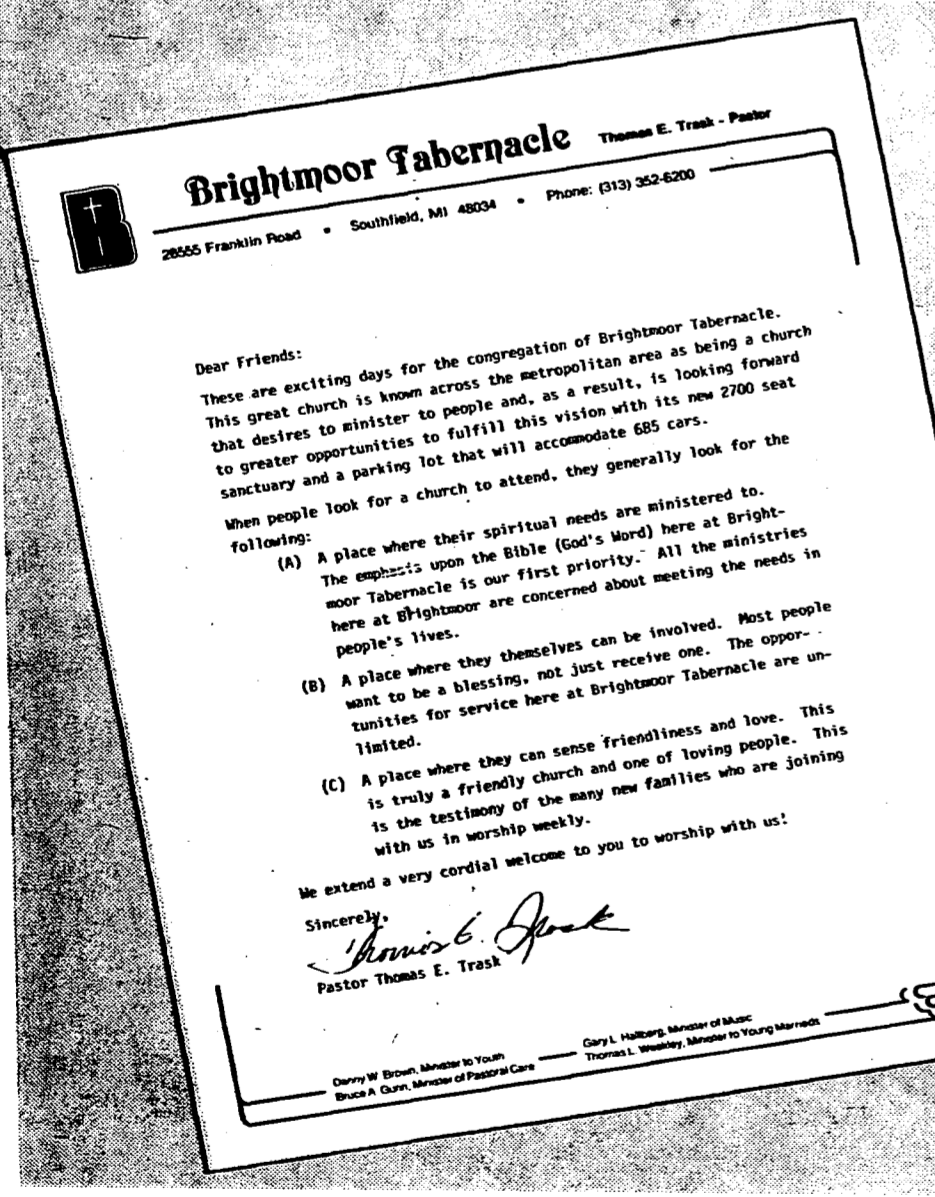 Brightmoor Tabernacle
Thomas E. Trask - Pastor
28555 Franklin Road • Southfield, MI 48034 • Phone: (313) 352-6200
Dear Friends:
These are exciting days for the congregation of Brightmoor Tabernacle.
This great church is known across the metropolitan area as being a church
that desires to minister to people and, as a result, is looking forward
to greater opportunities to fulfill this vision with its new 2700 seat
sanctuary and a parking lot that will accommodate 685 cars.
When people look for a church to attend, they generally look for the
following:
(A) A place where their spiritual needs are ministered to.
The emphasis upon the Bible (God's Word) here at Bright-
moor Tabernacle is our first priority. All the ministries
here at Brightmoor are concerned about meeting the needs in
people's lives.
(B) A place where they themselves can be involved. Most people
want to be a blessing, not just receive one. The oppor-
tunities for service here at Brightmoor Tabernacle are un-
limited.
(C) A place where they can sense friendliness and love. This
is truly a friendly church and one of loving people. This
is the testimony of the many new families who are joining
with us in worship weekly.
We extend a very cordial welcome to you to worship with us!
Sincerely,
Thomas E. Trask
Pastor Thomas E. Trask
Danny W. Brown, Minister to Youth
Bruce A. Gunn, Minister of Pastoral Care
Gary L. Hallberg, Minister of Music
Thomas L. Weakley, Minister to Young Marrieds